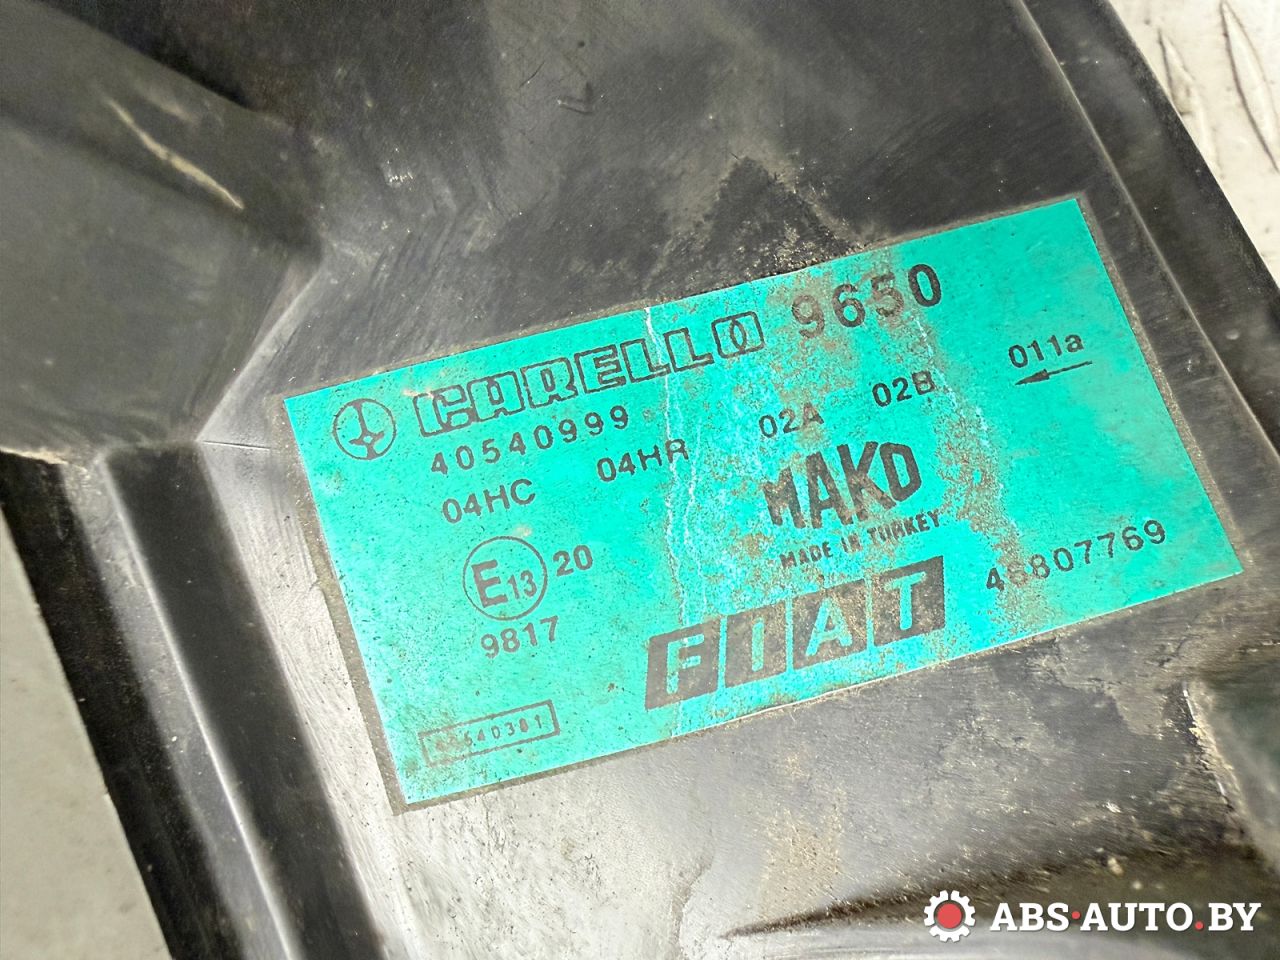 CARELLO 9650
40540999
04HC 04HR 02A 02B 011a
MAKO
MADE IN TURKEY
E13 20
9817
FIAT 46807769
ABS·AUTO.BY